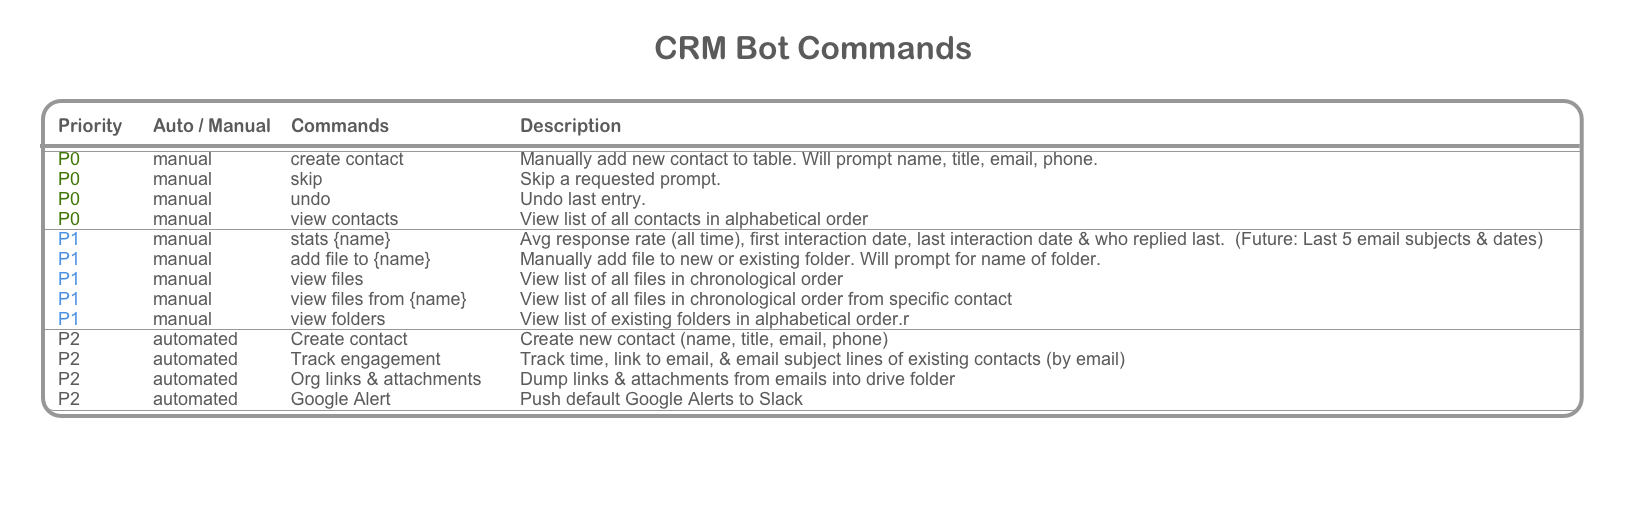 CRM Bot Commands
Priority Auto / Manual Commands Description
P0 manual create contact Manually add new contact to table. Will prompt name, title, email, phone.
P0 manual skip Skip a requested prompt.
P0 manual undo Undo last entry.
P0 manual view contacts View list of all contacts in alphabetical order
P1 manual stats {name} Avg response rate (all time), first interaction date, last interaction date & who replied last.  (Future: Last 5 email subjects & dates)
P1 manual add file to {name} Manually add file to new or existing folder. Will prompt for name of folder.
P1 manual view files View list of all files in chronological order
P1 manual view files from {name} View list of all files in chronological order from specific contact
P1 manual view folders View list of existing folders in alphabetical order.r
P2 automated Create contact Create new contact (name, title, email, phone)
P2 automated Track engagement Track time, link to email, & email subject lines of existing contacts (by email)
P2 automated Org links & attachments Dump links & attachments from emails into drive folder
P2 automated Google Alert Push default Google Alerts to Slack